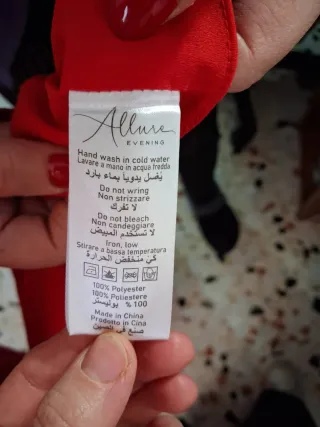 Allure
EVENING
Hand wash in cold water
Lavare a mano in acqua fredda
يغسل يدويا بماء بارد
Do not wring
Non strizzare
لا تفرك
Do not bleach
Non candeggiare
لا تستخدم المبيض
Iron, low
Stirare a bassa temperatura
كي منخفض الحرارة
100% Polyester
100% Poliestere
100% بوليستر
Made in China
Prodotto in Cina
صنع في الصين